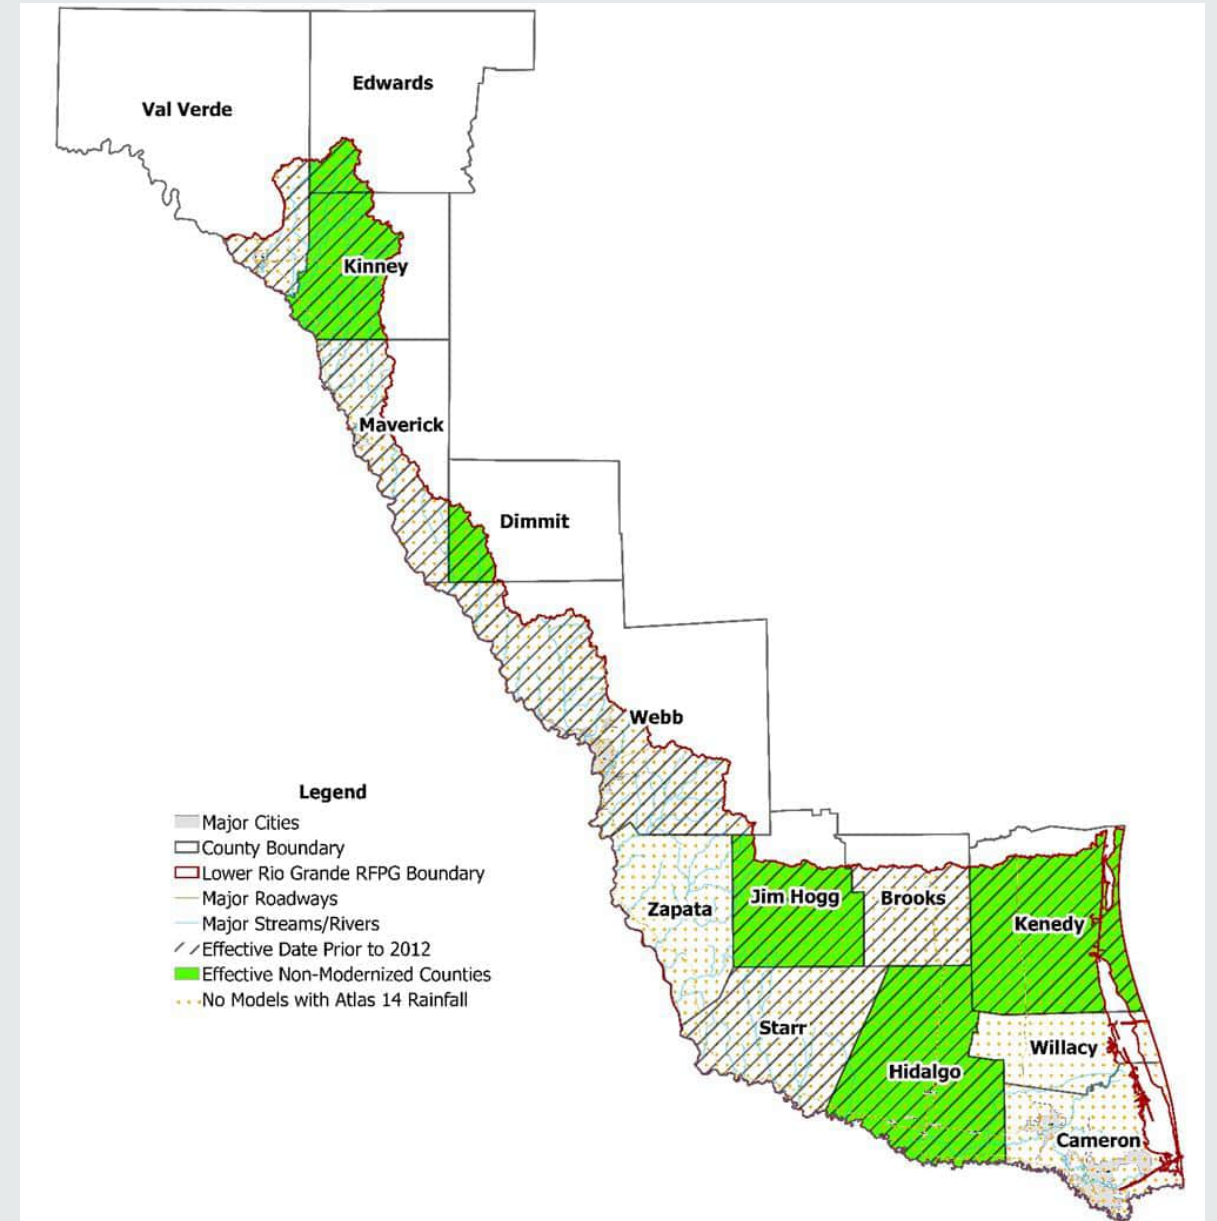 Edwards
Val Verde
Kinney
Maverick
Dimmit
Webb
Legend
Major Cities
County Boundary
Lower Rio Grande RFPG Boundary
Major Roadways
Major Streams/Rivers
Effective Date Prior to 2012
Effective Non-Modernized Counties
No Models with Atlas 14 Rainfall
Jim Hogg
Brooks
Zapata
Kenedy
Starr
Willacy
Hidalgo
Cameron